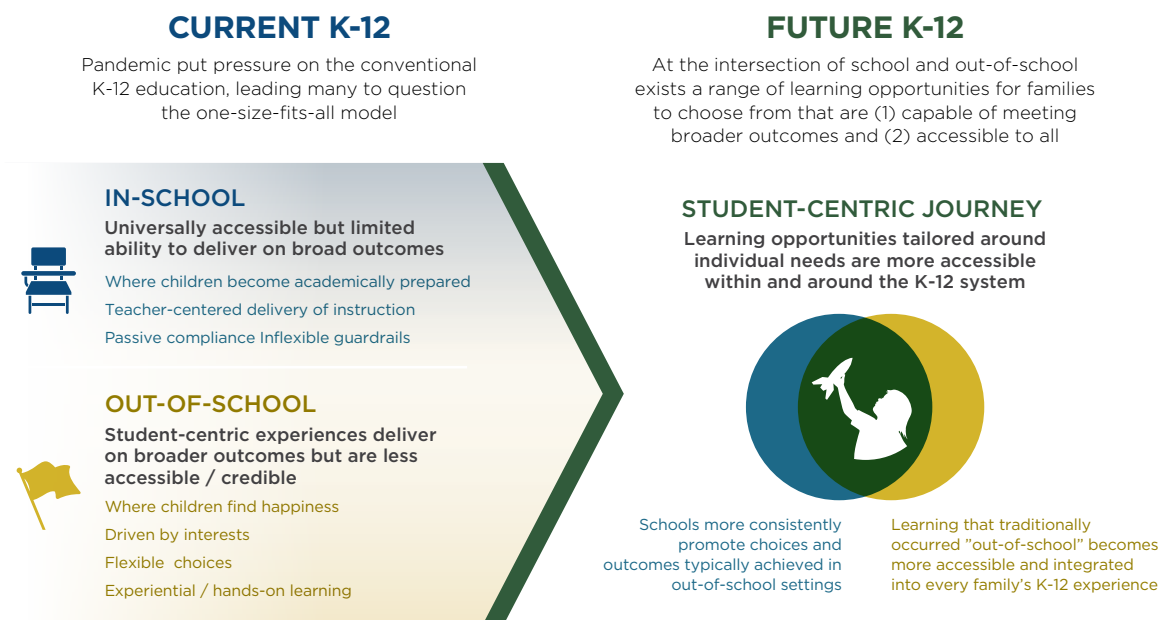 CURRENT K-12
Pandemic put pressure on the conventional
K-12 education, leading many to question
the one-size-fits-all model
IN-SCHOOL
Universally accessible but limited
ability to deliver on broad outcomes
Where children become academically prepared
Teacher-centered delivery of instruction
Passive compliance Inflexible guardrails
OUT-OF-SCHOOL
Student-centric experiences deliver
on broader outcomes but are less
accessible / credible
Where children find happiness
Driven by interests
Flexible choices
Experiential / hands-on learning
FUTURE K-12
At the intersection of school and out-of-school
exists a range of learning opportunities for families
to choose from that are (1) capable of meeting
broader outcomes and (2) accessible to all
STUDENT-CENTRIC JOURNEY
Learning opportunities tailored around
individual needs are more accessible
within and around the K-12 system
Schools more consistently
promote choices and
outcomes typically achieved in
out-of-school settings
Learning that traditionally
occurred ”out-of-school” becomes
more accessible and integrated
into every family’s K-12 experience